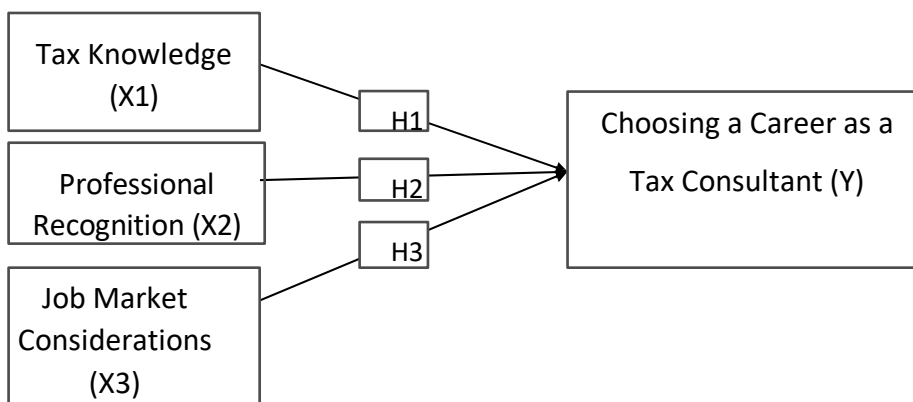 Tax Knowledge
(X1)
H1
Professional
Recognition (X2)
H2
Job Market
Considerations
(X3)
H3
Choosing a Career as a
Tax Consultant (Y)